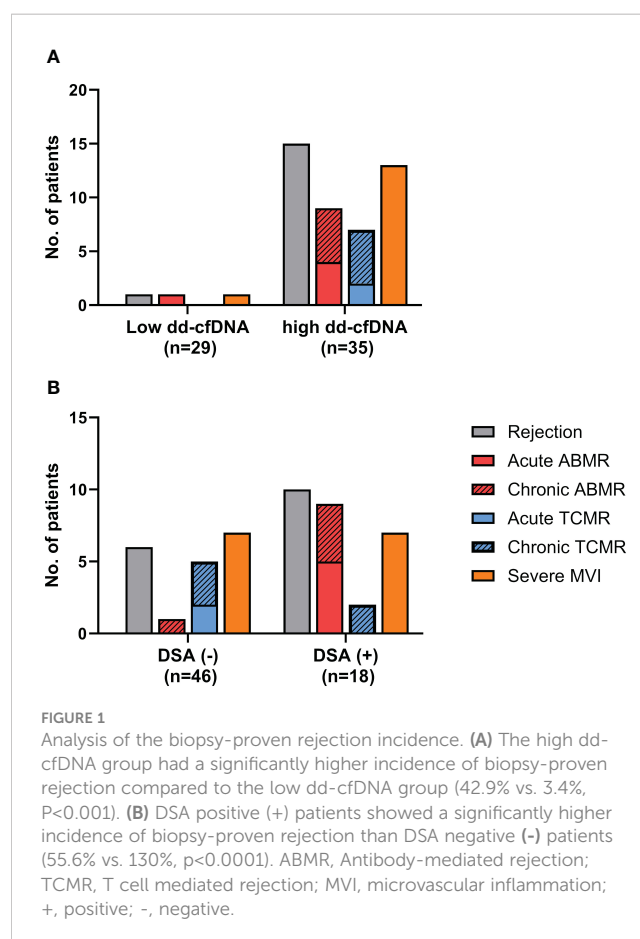 A
No. of patients
20
15
10
5
0
Low dd-cfDNA
(n=29)
high dd-cfDNA
(n=35)
B
No. of patients
15
10
5
0
DSA (-)
(n=46)
DSA (+)
(n=18)
Rejection
Acute ABMR
Chronic ABMR
Acute TCMR
Chronic TCMR
Severe MVI
FIGURE 1
Analysis of the biopsy-proven rejection incidence. (A) The high dd-
cfDNA group had a significantly higher incidence of biopsy-proven
rejection compared to the low dd-cfDNA group (42.9% vs. 3.4%,
P<0.001). (B) DSA positive (+) patients showed a significantly higher
incidence of biopsy-proven rejection than DSA negative (-) patients
(55.6% vs. 130%, p<0.0001). ABMR, Antibody-mediated rejection;
TCMR, T cell mediated rejection; MVI, microvascular inflammation;
+, positive; -, negative.